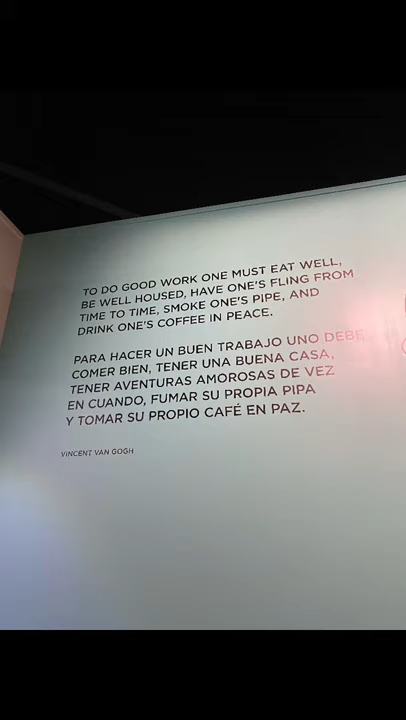 TO DO GOOD WORK ONE MUST EAT WELL,
BE WELL HOUSED, HAVE ONE'S FLING FROM
TIME TO TIME, SMOKE ONE'S PIPE, AND
DRINK ONE'S COFFEE IN PEACE.
PARA HACER UN BUEN TRABAJO UNO DEBE
COMER BIEN, TENER UNA BUENA CASA,
TENER AVENTURAS AMOROSAS DE VEZ
EN CUANDO, FUMAR SU PROPIA PIPA
Y TOMAR SU PROPIO CAFÉ EN PAZ.
VINCENT VAN GOGH